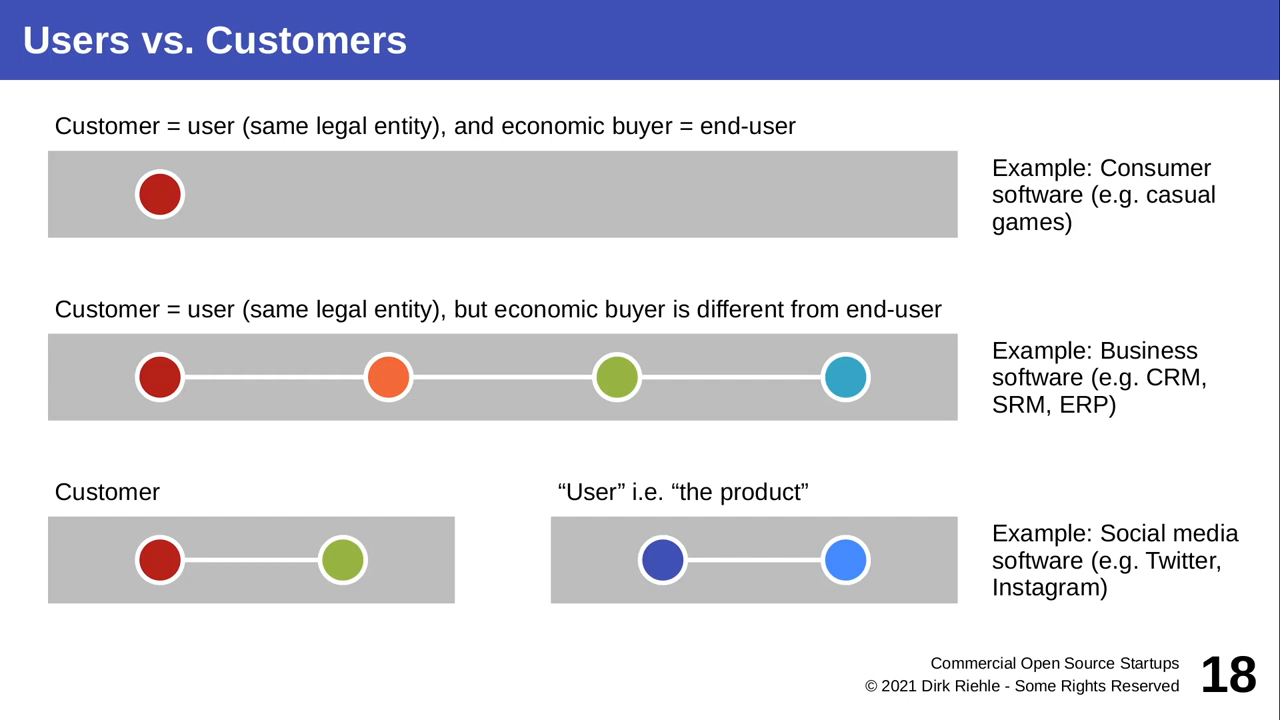 Users vs. Customers
Customer = user (same legal entity), and economic buyer = end-user
Example: Consumer
software (e.g. casual
games)
Customer = user (same legal entity), but economic buyer is different from end-user
Example: Business
software (e.g. CRM,
SRM, ERP)
Customer
“User” i.e. “the product”
Example: Social media
software (e.g. Twitter,
Instagram)
Commercial Open Source Startups
© 2021 Dirk Riehle - Some Rights Reserved
18